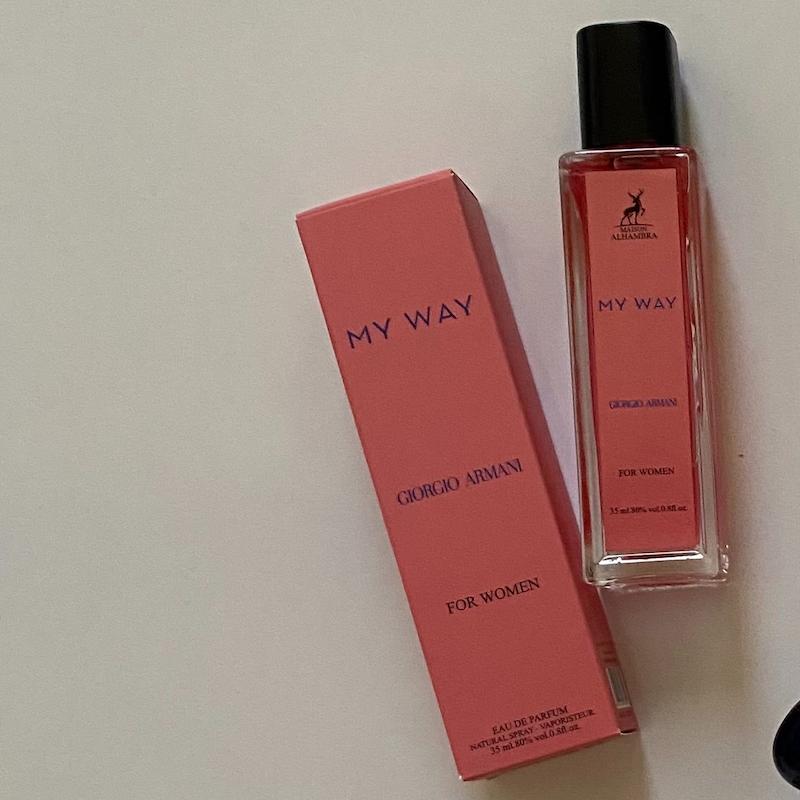 MY WAY
GIORGIO ARMANI
FOR WOMEN
EAU DE PARFUM
NATURAL SPRAY - VAPORISTEUR
35 ml.80% vol.0.8fl.oz.
MAISON
ALHAMBRA
MY WAY
GIORGIO ARMANI
FOR WOMEN
35 ml.80% vol.0.8fl.oz.